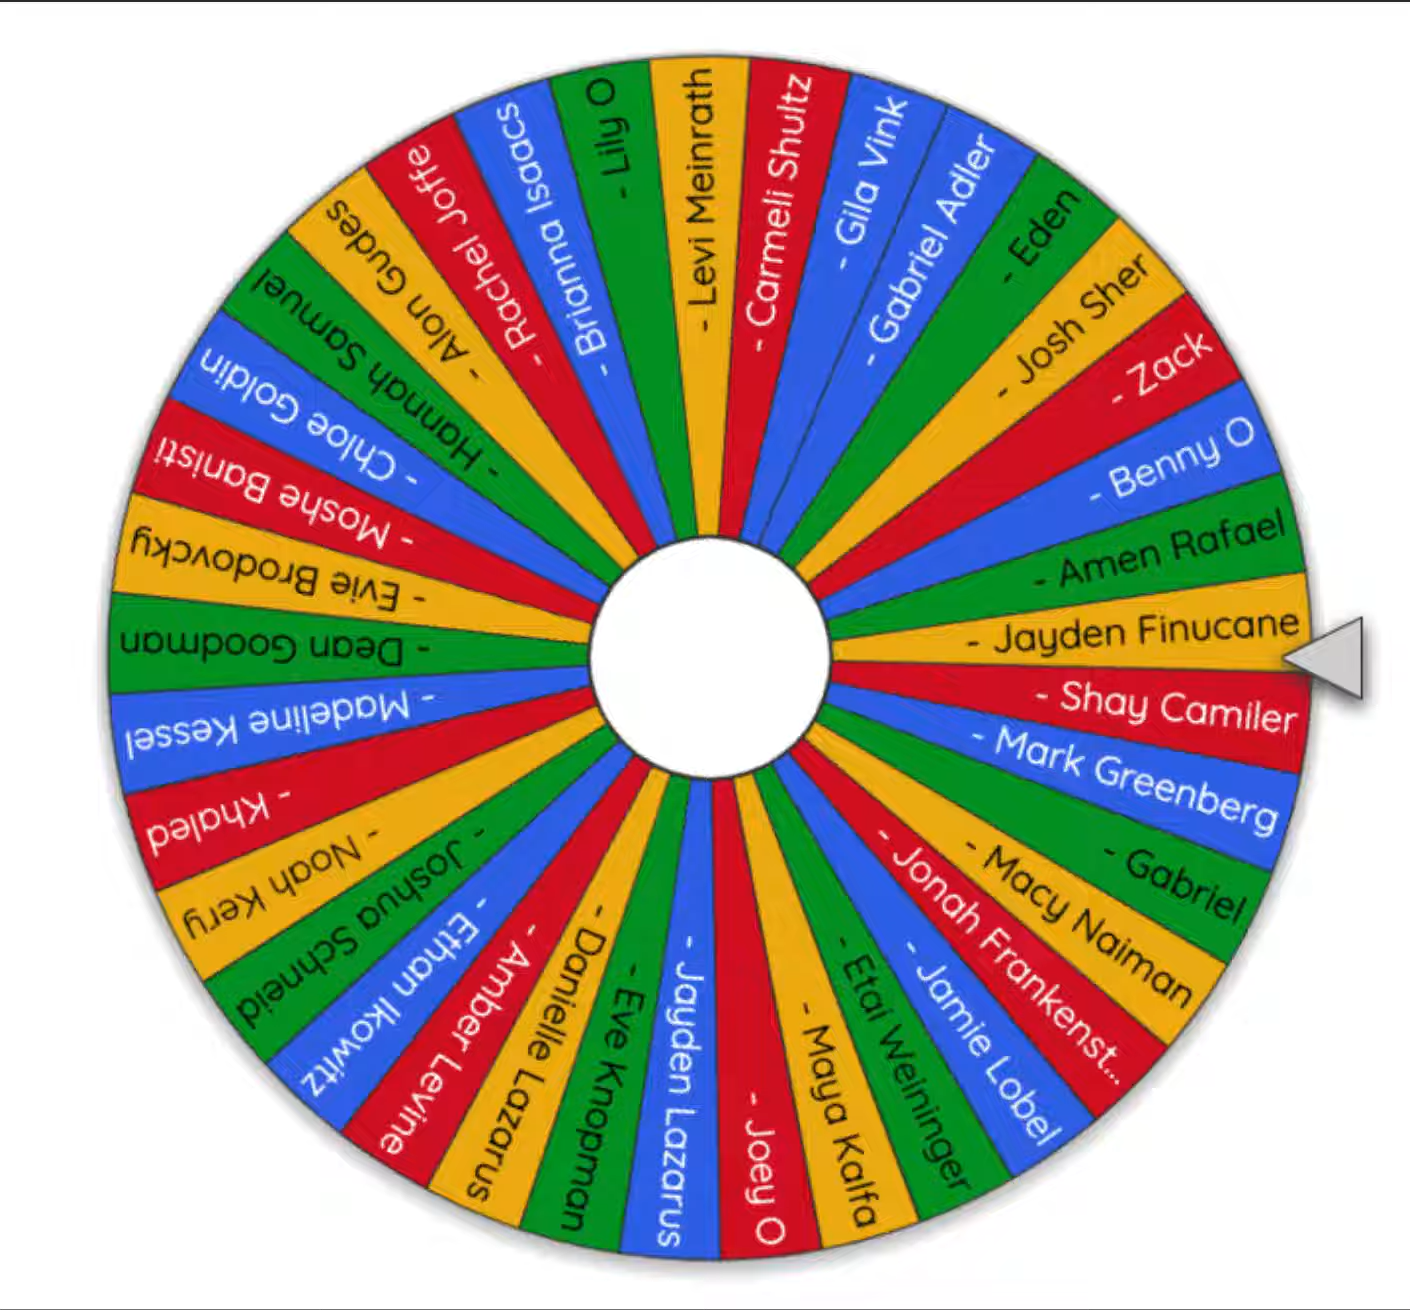 - Levi Meinrath
- Carmeli Shultz
- Gila Vink
- Gabriel Adler
- Eden
- Josh Sher
- Zack
- Benny O
- Amen Rafael
- Jayden Finucane
- Shay Camiler
- Mark Greenberg
- Gabriel
- Macy Naiman
- Jonah Frankenst...
- Jamie Lobel
- Etai Weininger
- Maya Kalfa
- Joey O
- Jayden Lazarus
- Eve Knopman
- Danielle Lazarus
- Amber Levine
- Ethan Ikowitz
- Joshua Schneid
- Noah Kery
- Khaled
- Madeline Kessel
- Dean Goodman
- Evie Brodovcky
- Moshe Banisti
- Chloe Goldin
- Hannah Samuel
- Alon Gudes
- Rachel Joffe
- Brianna Isaacs
- Lily O